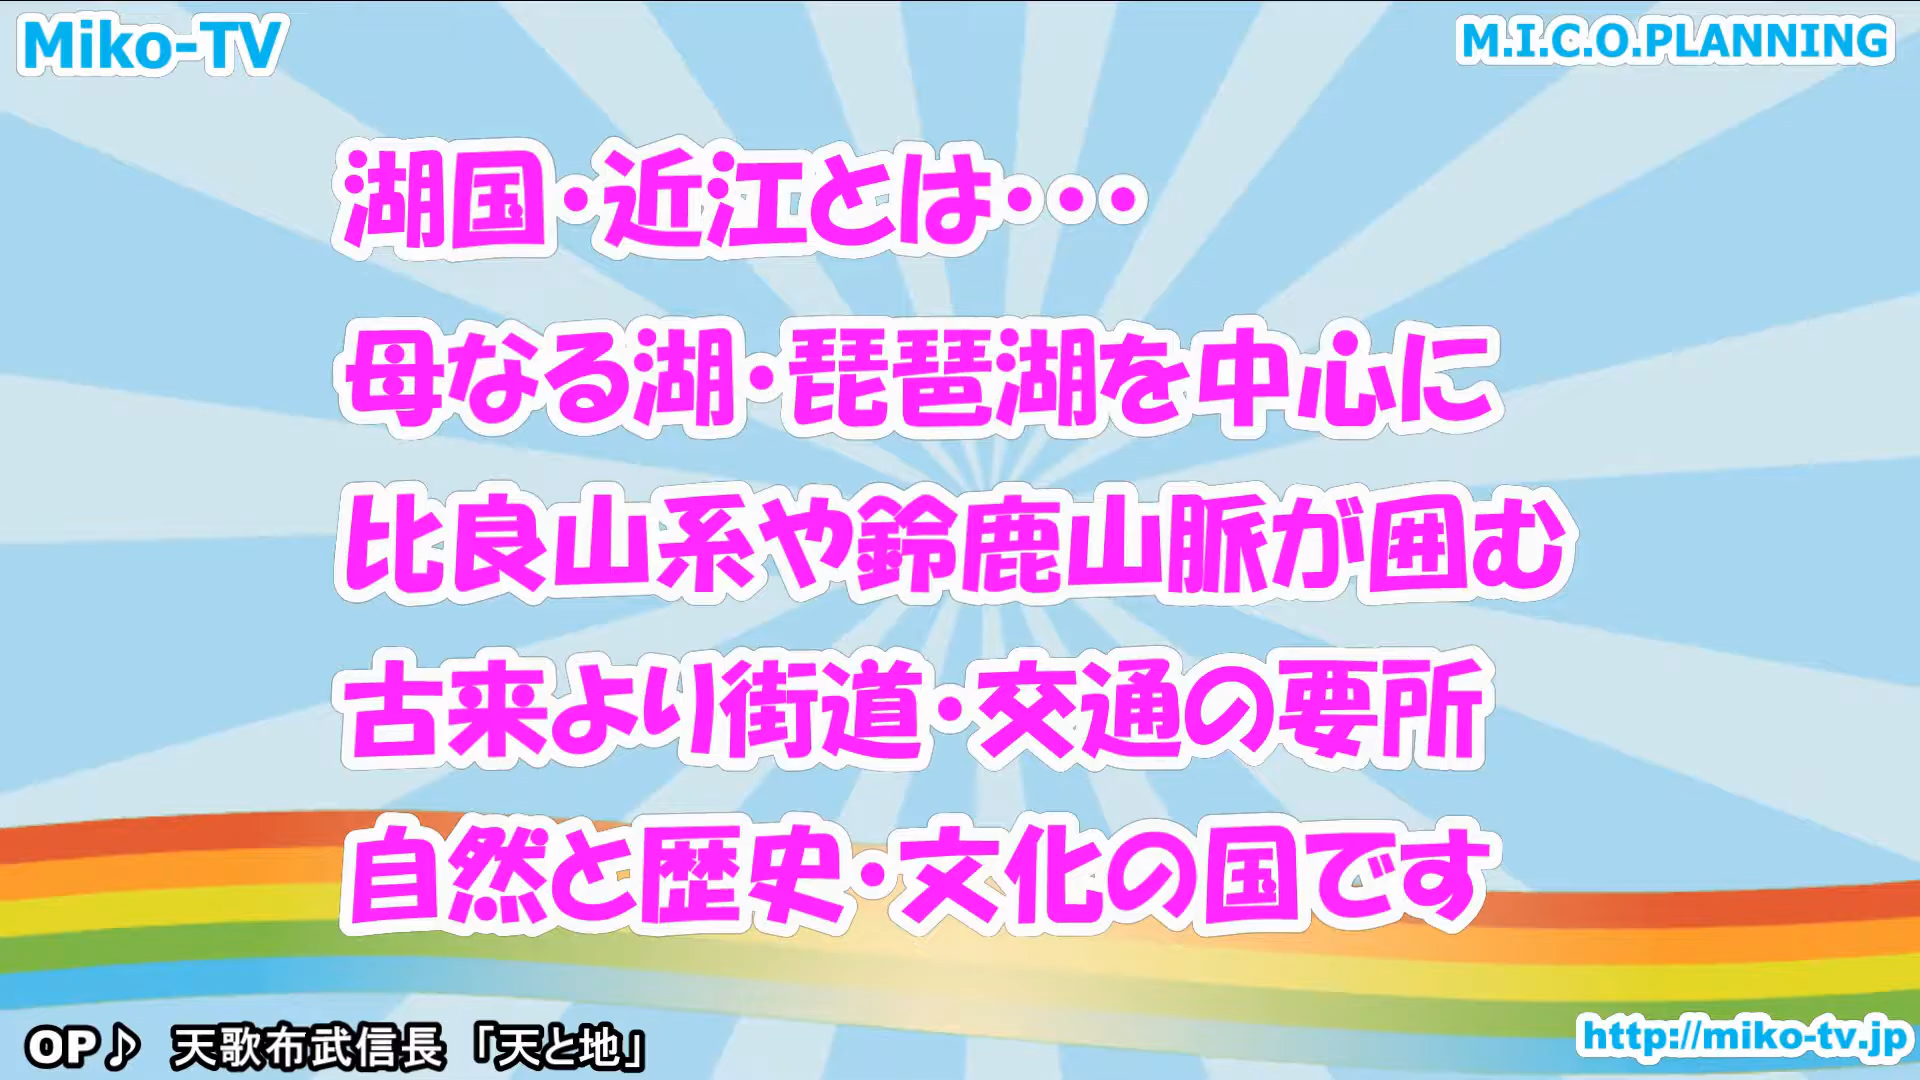 Miko-TV
M.I.C.O.PLANNING
湖国・近江とは・・・
母なる湖・琵琶湖を中心に
比良山系や鈴鹿山脈が囲む
古来より街道・交通の要所
自然と歴史・文化の国です
OP♪ 天歌布武信長「天と地」
http://miko-tv.jp